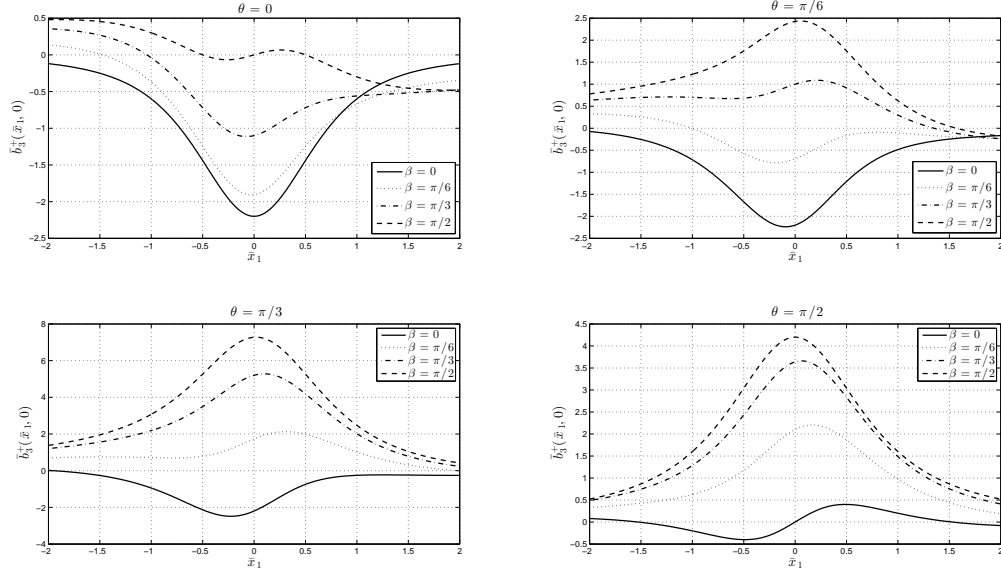 θ = 0
0.5
0
−0.5
−1
−1.5
−2
−2.5
b̄₃⁺(x̄₁, 0)
−2 −1.5 −1 −0.5 0 0.5 1 1.5 2
x̄₁
β = 0
β = π/6
β = π/3
β = π/2
θ = π/6
2.5
2
1.5
1
0.5
0
−0.5
−1
−1.5
−2
−2.5
b̄₃⁺(x̄₁, 0)
−2 −1.5 −1 −0.5 0 0.5 1 1.5 2
x̄₁
β = 0
β = π/6
β = π/3
β = π/2
θ = π/3
8
6
4
2
0
−2
−4
b̄₃⁺(x̄₁, 0)
−2 −1.5 −1 −0.5 0 0.5 1 1.5 2
x̄₁
β = 0
β = π/6
β = π/3
β = π/2
θ = π/2
4.5
4
3.5
3
2.5
2
1.5
1
0.5
0
−0.5
b̄₃⁺(x̄₁, 0)
−2 −1.5 −1 −0.5 0 0.5 1 1.5 2
x̄₁
β = 0
β = π/6
β = π/3
β = π/2